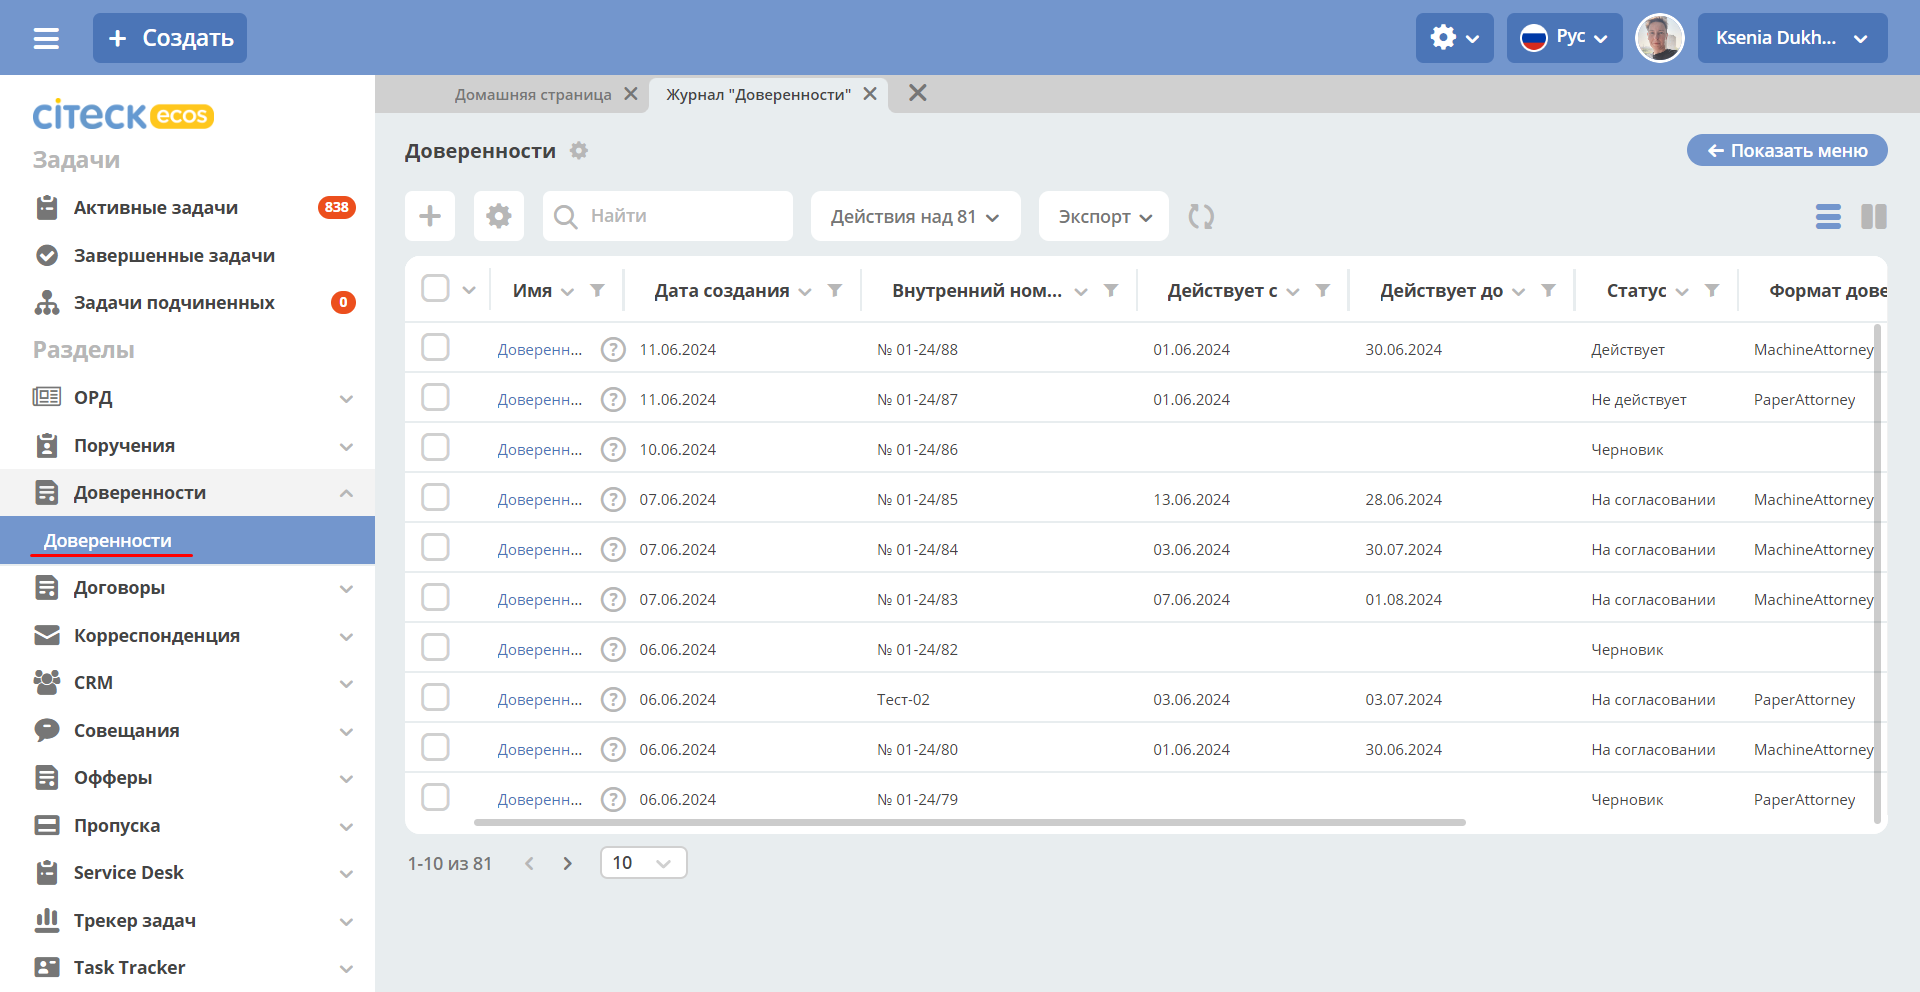 + Создать
Рус
Ksenia Dukh...
citeck ecos
Задачи
Активные задачи 838
Завершенные задачи
Задачи подчиненных 0
Разделы
ОРД
Поручения
Доверенности
Доверенности
Договоры
Корреспонденция
CRM
Совещания
Офферы
Пропуска
Service Desk
Трекер задач
Task Tracker
Домашняя страница
Журнал "Доверенности"
Доверенности
Показать меню
Найти
Действия над 81
Экспорт
Имя Дата создания Внутренний ном... Действует с Действует до Статус Формат дове
Доверенн... ? 11.06.2024 № 01-24/88 01.06.2024 30.06.2024 Действует MachineAttorney
Доверенн... ? 11.06.2024 № 01-24/87 01.06.2024 Не действует PaperAttorney
Доверенн... ? 10.06.2024 № 01-24/86 Черновик
Доверенн... ? 07.06.2024 № 01-24/85 13.06.2024 28.06.2024 На согласовании MachineAttorney
Доверенн... ? 07.06.2024 № 01-24/84 03.06.2024 30.07.2024 На согласовании MachineAttorney
Доверенн... ? 07.06.2024 № 01-24/83 07.06.2024 01.08.2024 На согласовании MachineAttorney
Доверенн... ? 06.06.2024 № 01-24/82 Черновик
Доверенн... ? 06.06.2024 Тест-02 03.06.2024 03.07.2024 На согласовании PaperAttorney
Доверенн... ? 06.06.2024 № 01-24/80 01.06.2024 30.06.2024 На согласовании MachineAttorney
Доверенн... ? 06.06.2024 № 01-24/79 Черновик PaperAttorney
1-10 из 81
10